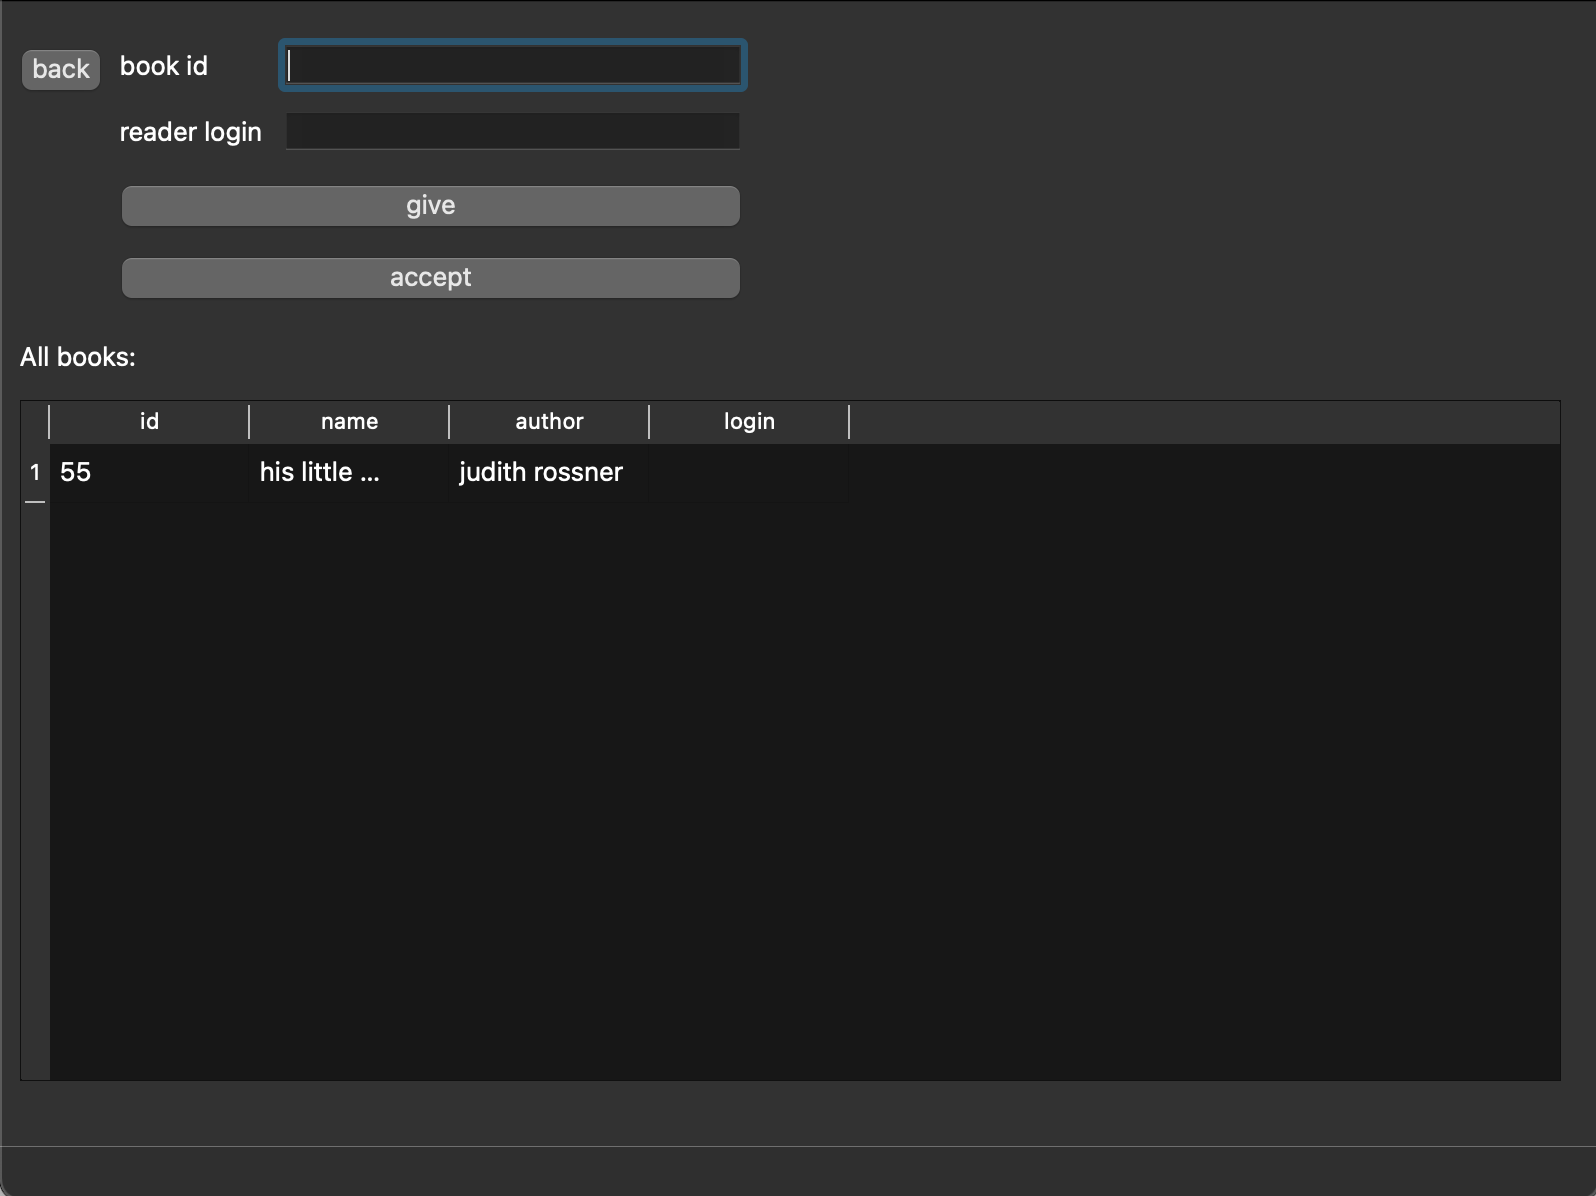 back book id
reader login
give
accept
All books:
id name author login
1 55 his little ... judith rossner